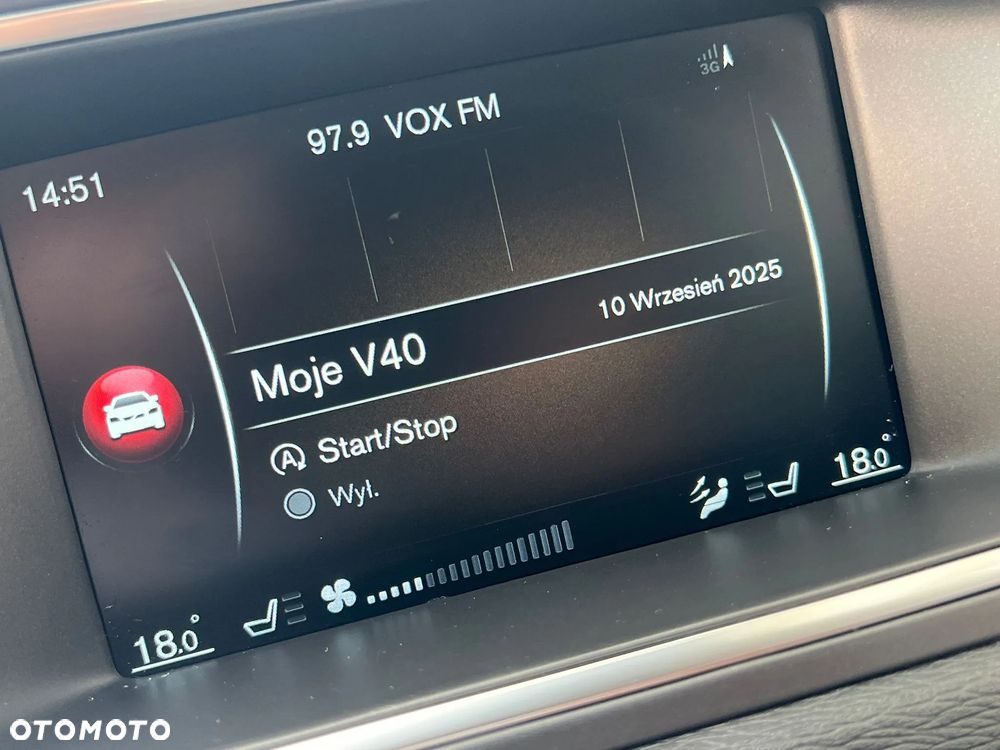 3G
97.9 VOX FM
14:51
10 Wrzesień 2025
Moje V40
A Start/Stop
Wył.
18.0°
18.0°
OTOMOTO